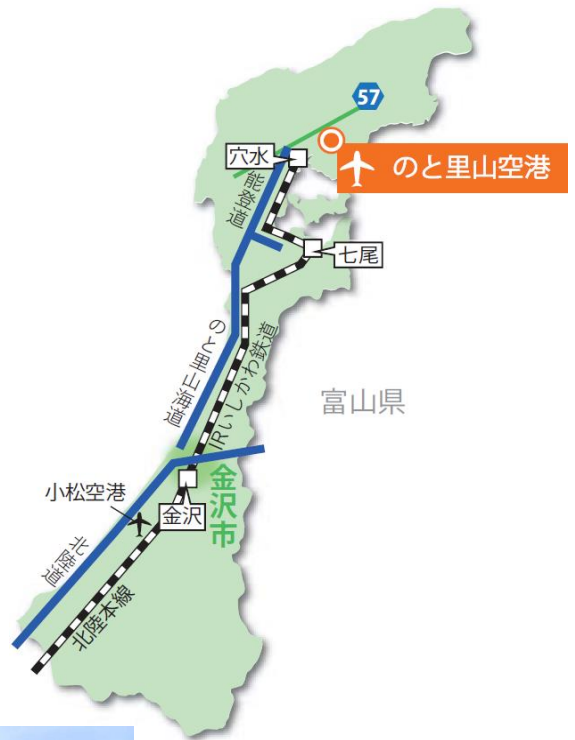 57
穴水
のと里山空港
能登道
七尾
のと里山海道
IRいしかわ鉄道
富山県
小松空港
金沢
金沢市
北陸道
北陸本線